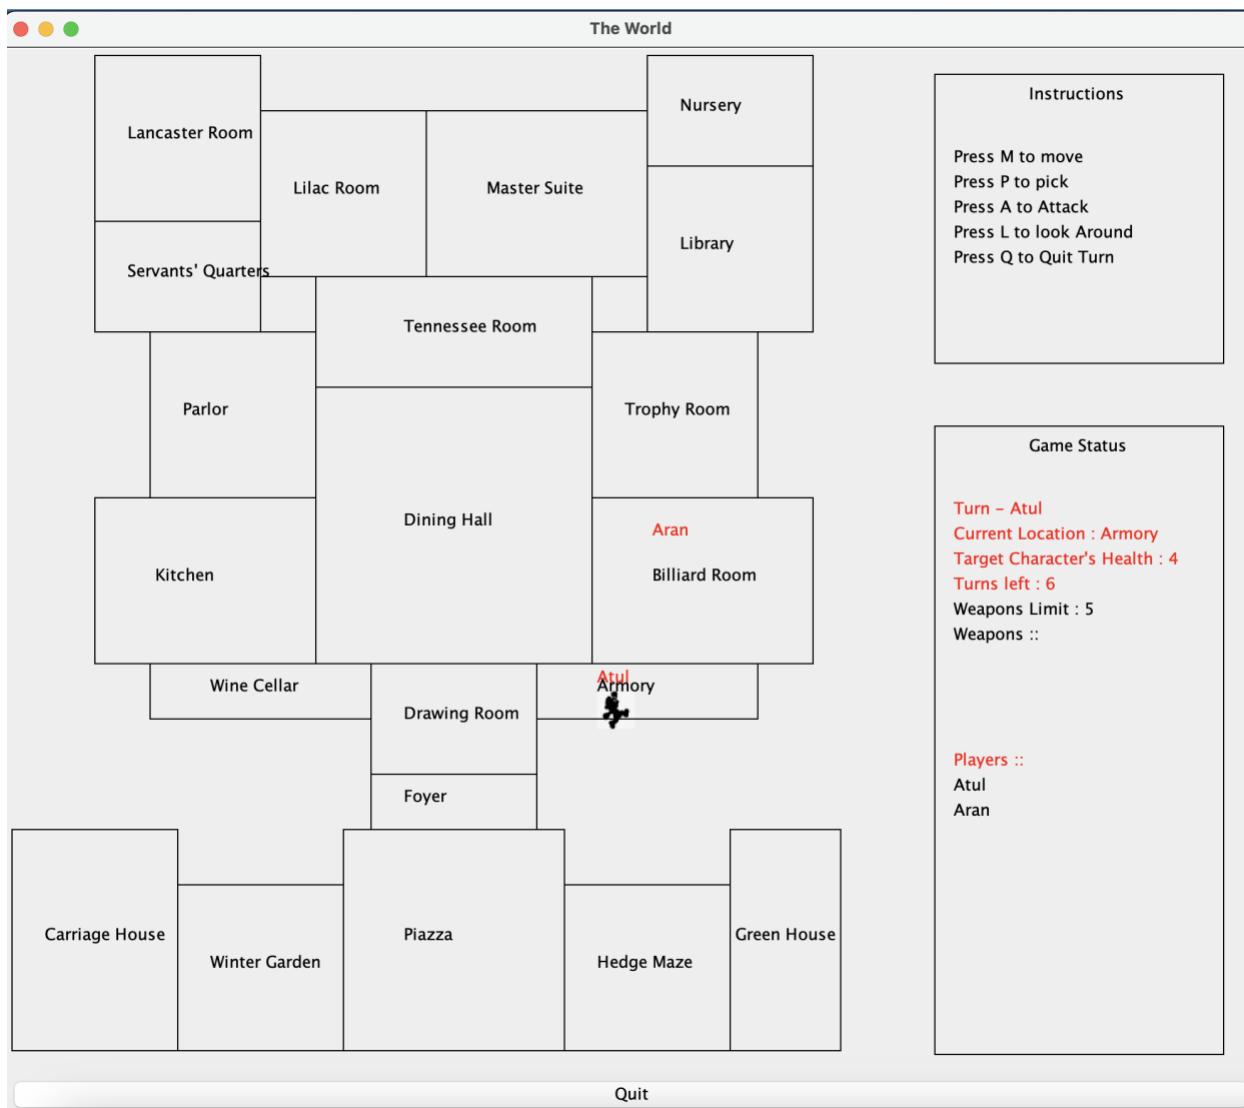 The World
Lancaster Room
Lilac Room
Master Suite
Nursery
Library
Servants' Quarters
Tennessee Room
Parlor
Trophy Room
Dining Hall
Aran
Kitchen
Billiard Room
Wine Cellar
Atul
Armory
Drawing Room
Foyer
Carriage House
Winter Garden
Piazza
Hedge Maze
Green House
Instructions
Press M to move
Press P to pick
Press A to Attack
Press L to look Around
Press Q to Quit Turn
Game Status
Turn – Atul
Current Location : Armory
Target Character's Health : 4
Turns left : 6
Weapons Limit : 5
Weapons ::
Players ::
Atul
Aran
Quit